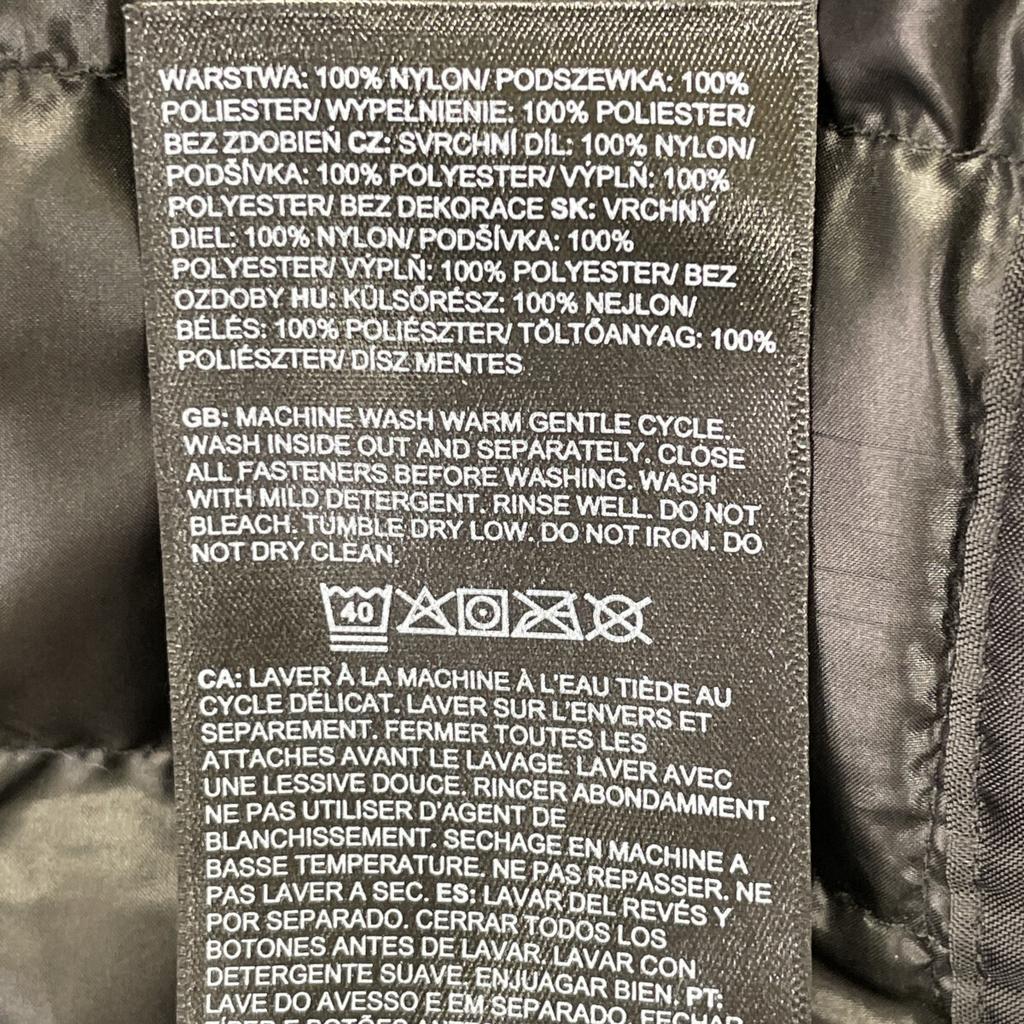 WARSTWA: 100% NYLON/ PODSZEWKA: 100%
POLIESTER/ WYPEŁNIENIE: 100% POLIESTER/
BEZ ZDOBIEŃ CZ: SVRCHNÍ DÍL: 100% NYLON/
PODŠÍVKA: 100% POLYESTER/ VÝPLŇ: 100%
POLYESTER/ BEZ DEKORACE SK: VRCHNÝ
DIEL: 100% NYLON/ PODŠÍVKA: 100%
POLYESTER/ VÝPLŇ: 100% POLYESTER/ BEZ
OZDOBY HU: KÜLSŐRÉSZ: 100% NEJLON/
BÉLÉS: 100% POLIÉSZTER/ TÖLTŐANYAG: 100%
POLIÉSZTER/ DÍSZ MENTES
GB: MACHINE WASH WARM GENTLE CYCLE.
WASH INSIDE OUT AND SEPARATELY. CLOSE
ALL FASTENERS BEFORE WASHING. WASH
WITH MILD DETERGENT. RINSE WELL. DO NOT
BLEACH. TUMBLE DRY LOW. DO NOT IRON. DO
NOT DRY CLEAN.
40
CA: LAVER À LA MACHINE À L'EAU TIÈDE AU
CYCLE DÉLICAT. LAVER SUR L'ENVERS ET
SEPAREMENT. FERMER TOUTES LES
ATTACHES AVANT LE LAVAGE. LAVER AVEC
UNE LESSIVE DOUCE. RINCER ABONDAMMENT.
NE PAS UTILISER D'AGENT DE
BLANCHISSEMENT. SECHAGE EN MACHINE A
BASSE TEMPERATURE. NE PAS REPASSER. NE
PAS LAVER A SEC. ES: LAVAR DEL REVÉS Y
POR SEPARADO. CERRAR TODOS LOS
BOTONES ANTES DE LAVAR. LAVAR CON
DETERGENTE SUAVE. ENJUAGAR BIEN. PT:
LAVE DO AVESSO E EM SEPARADO. FECHAR